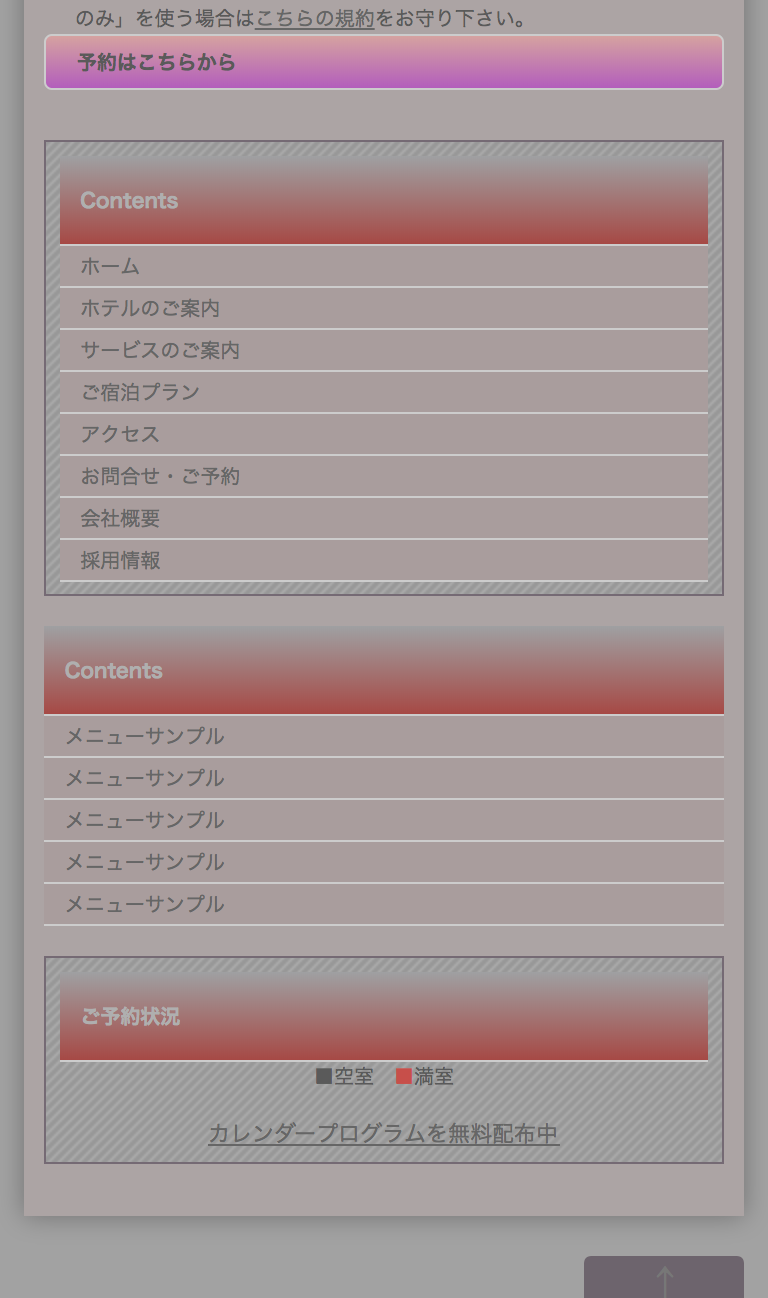 のみ」を使う場合はこちらの規約をお守り下さい。
予約はこちらから
Contents
ホーム
ホテルのご案内
サービスのご案内
ご宿泊プラン
アクセス
お問合せ・ご予約
会社概要
採用情報
Contents
メニューサンプル
メニューサンプル
メニューサンプル
メニューサンプル
メニューサンプル
ご予約状況
■空室　■満室
カレンダープログラムを無料配布中
↑